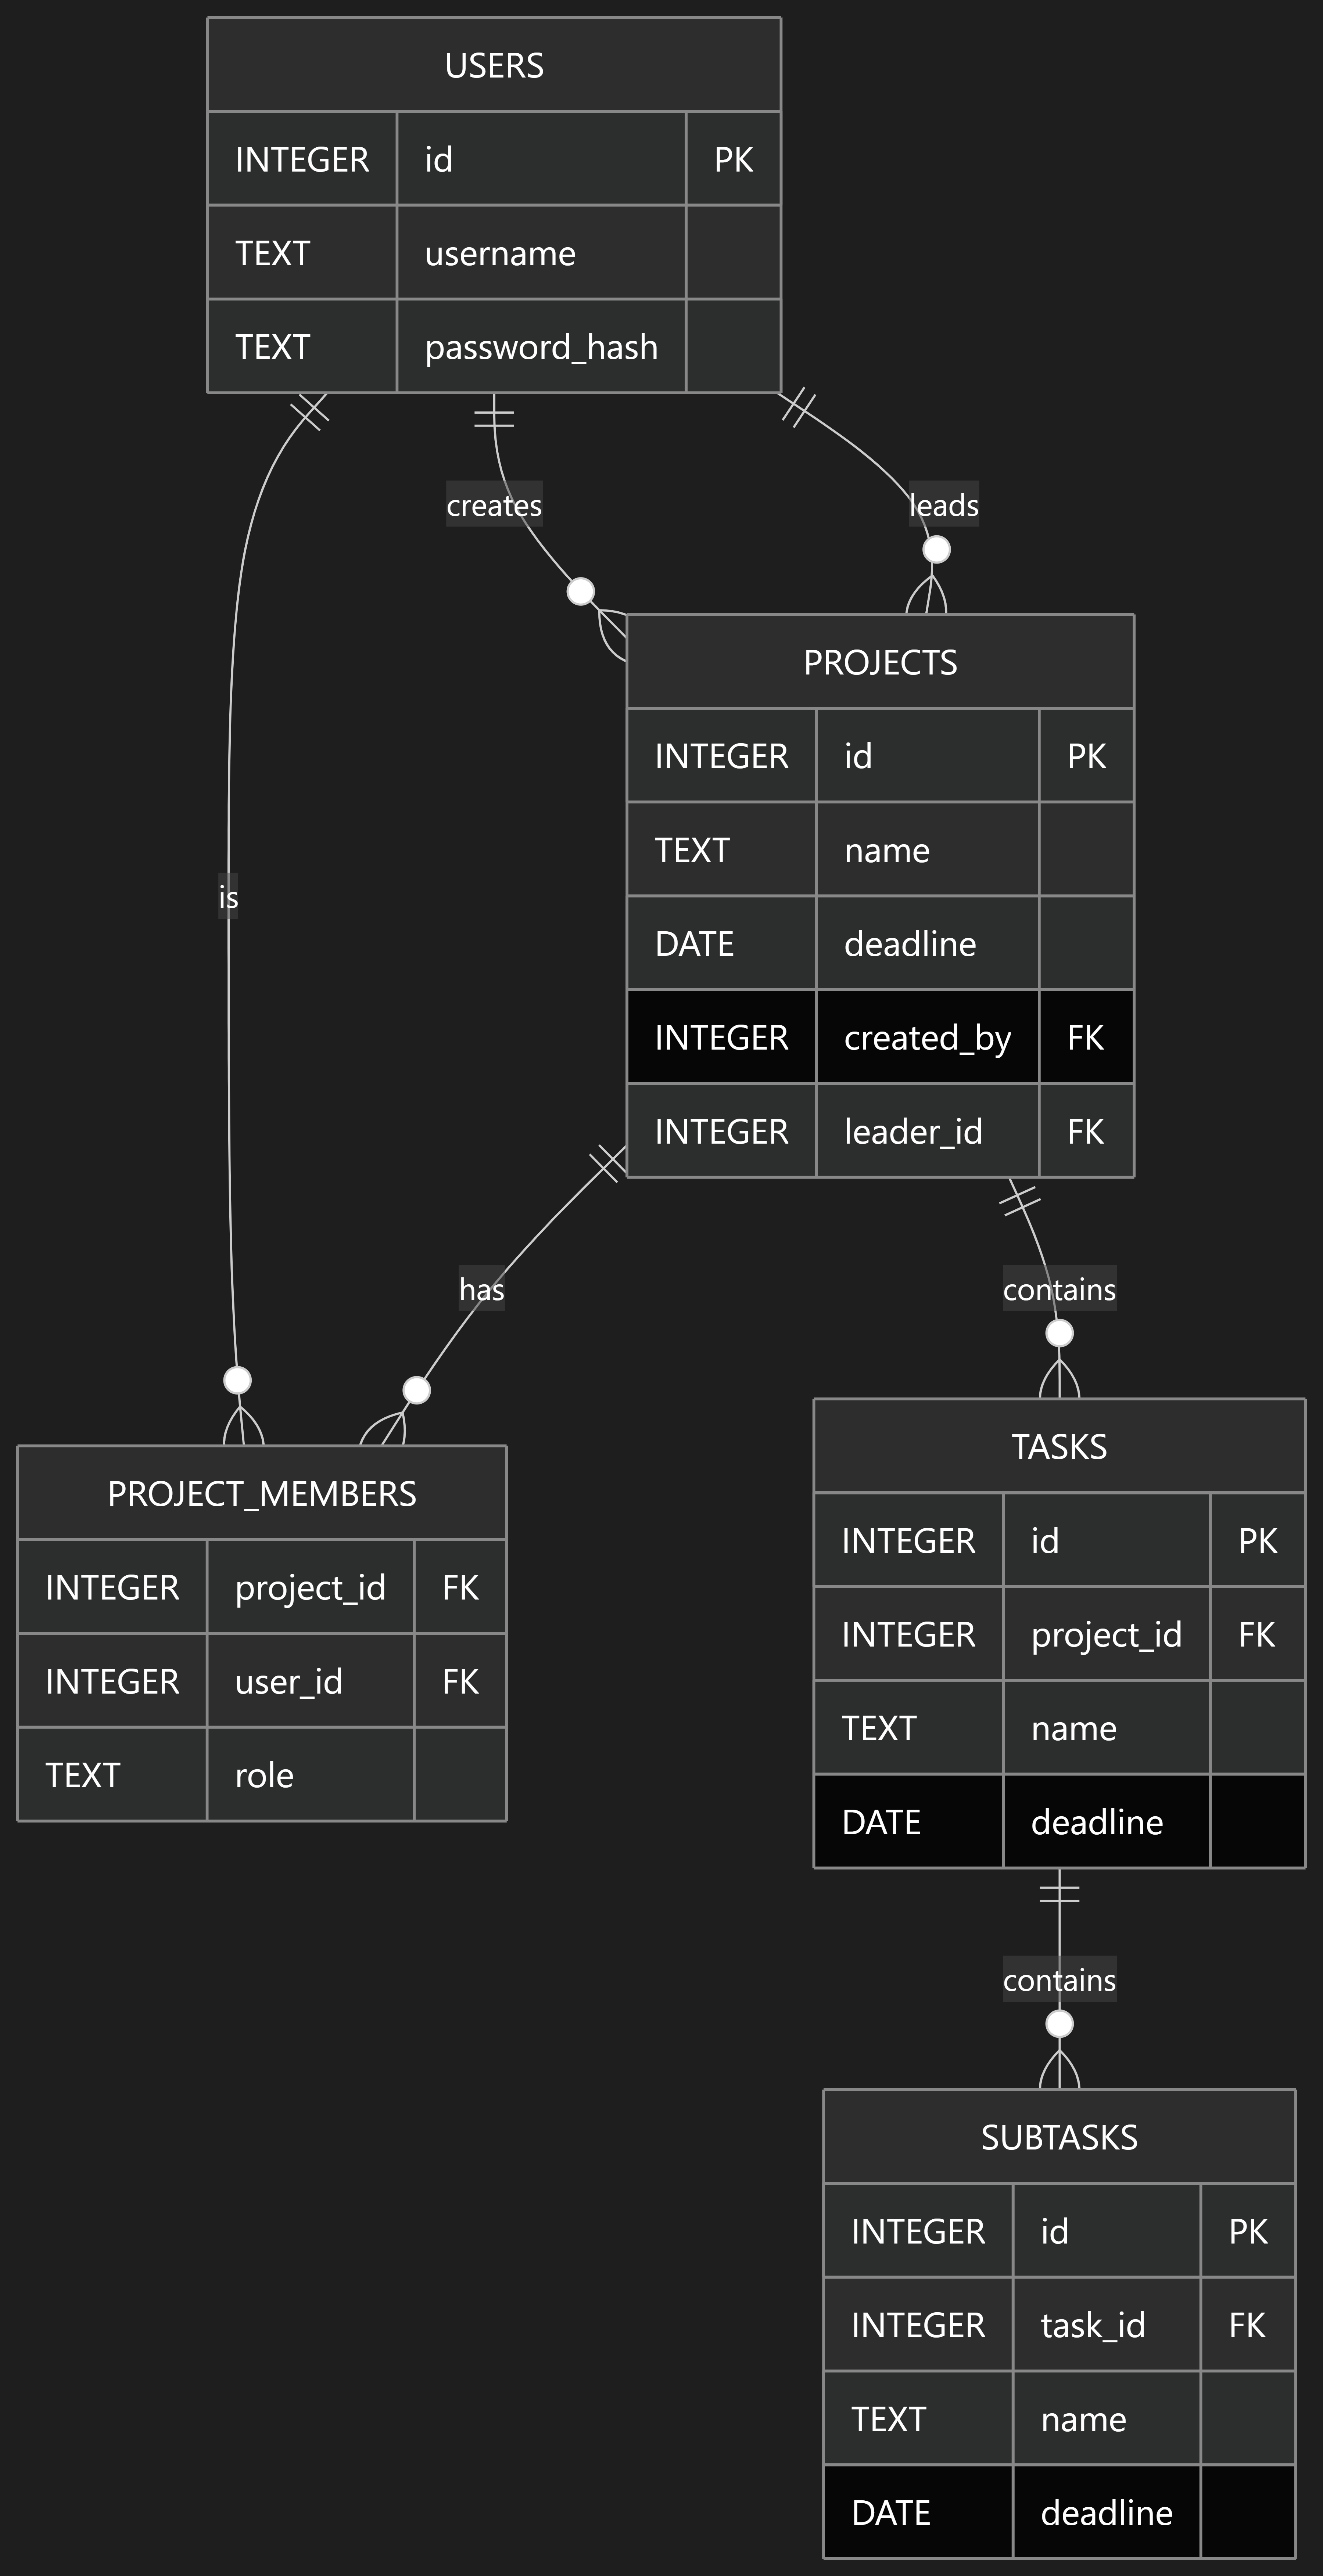 USERS
INTEGER id PK
TEXT username
TEXT password_hash
creates
leads
PROJECTS
INTEGER id PK
TEXT name
DATE deadline
INTEGER created_by FK
INTEGER leader_id FK
is
has
contains
PROJECT_MEMBERS
INTEGER project_id FK
INTEGER user_id FK
TEXT role
TASKS
INTEGER id PK
INTEGER project_id FK
TEXT name
DATE deadline
contains
SUBTASKS
INTEGER id PK
INTEGER task_id FK
TEXT name
DATE deadline